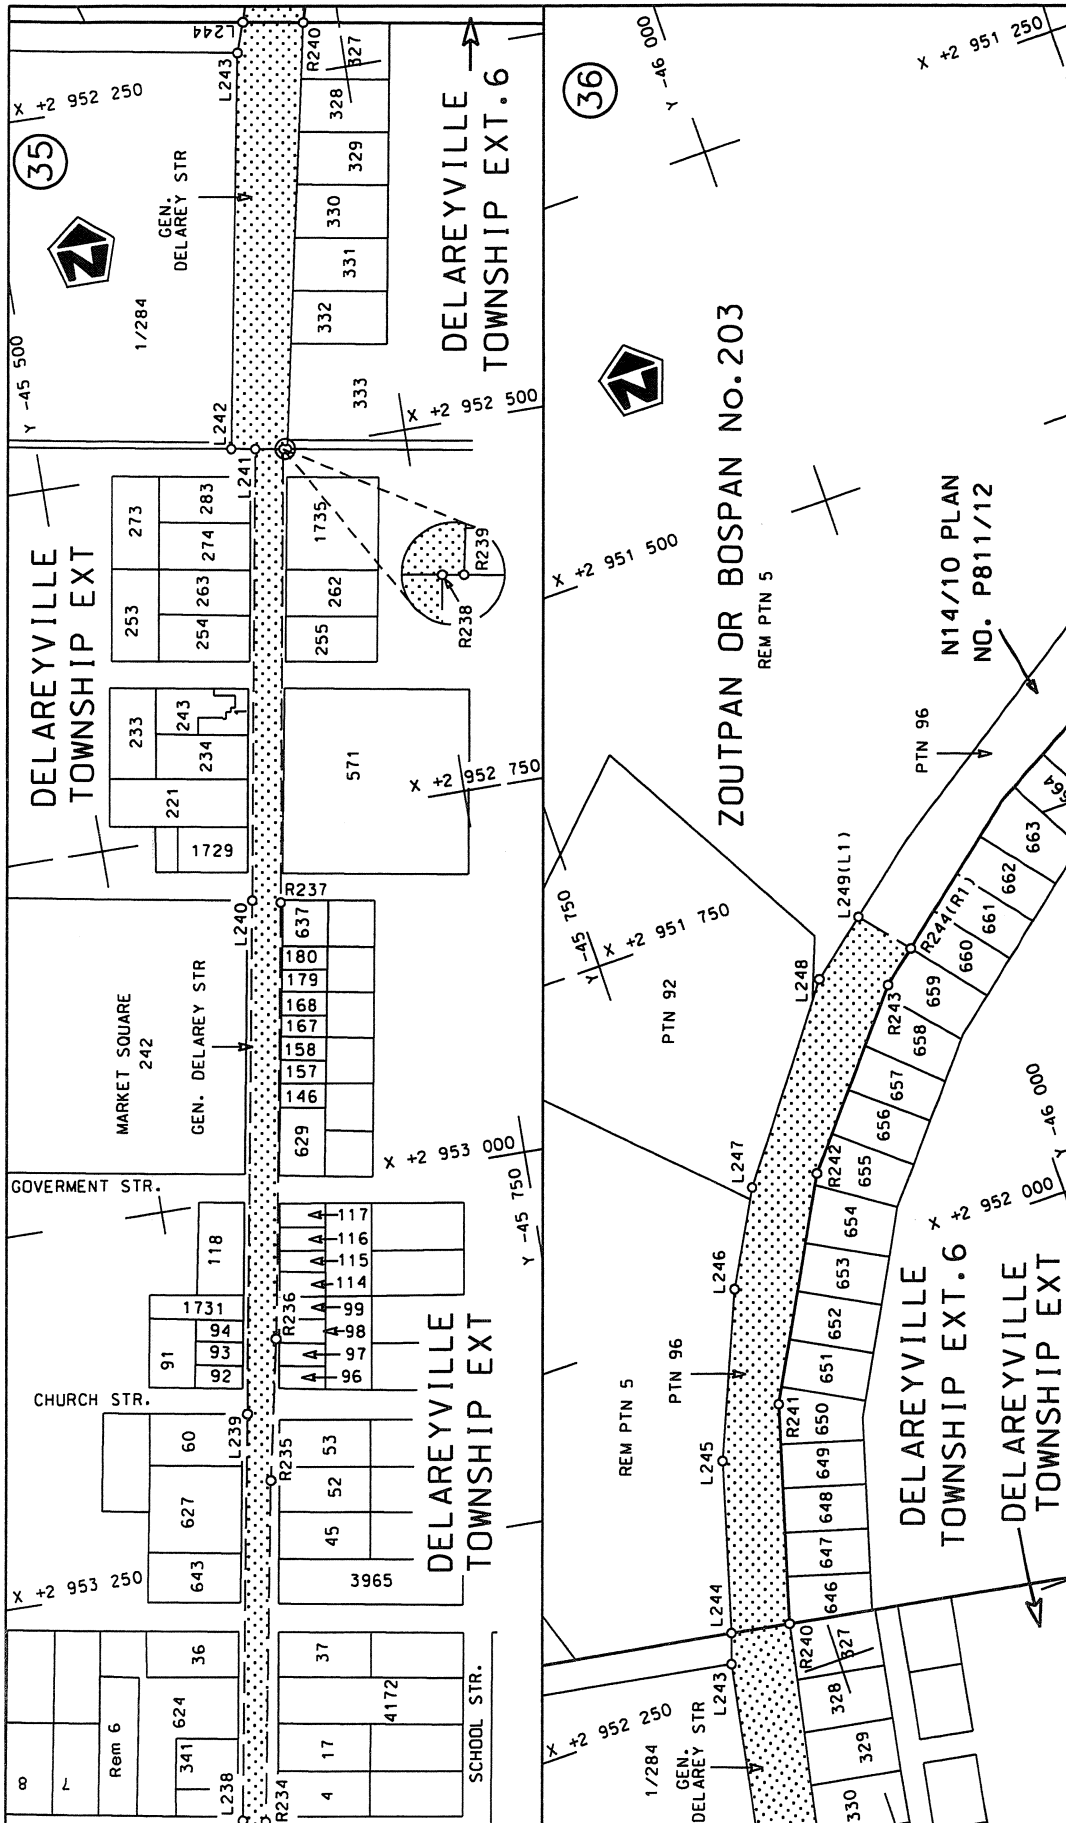 L244
R240
327
L243
X +2 952 250
35
328
329
GEN.
DELAREY STR
330
331
332
1/284
DELAREYVILLE
TOWNSHIP EXT.6
Y -45 500
333
X +2 952 500
L242
L241
273
283
274
1735
DELAREYVILLE
TOWNSHIP EXT
253
263
254
262
255
R239
R238
233
243
1
234
571
X +2 952 750
221
1729
L240
R237
637
180
179
168
167
158
157
146
629
MARKET SQUARE
242
GEN. DELAREY STR
X +2 953 000
Y -45 750
GOVERMENT STR.
118
117
116
115
114
99
98
97
96
1731
94
93
92
91
R236
CHURCH STR.
DELAREYVILLE
TOWNSHIP EXT
L239
60
R235
53
52
45
627
643
3965
X +2 953 250
36
37
4172
SCHOOL STR.
624
341
Rem 6
7
8
17
4
L238
R234
36
Y -46 000
X +2 951 250
ZOUTPAN OR BOSPAN No.203
REM PTN 5
X +2 951 500
N14/10 PLAN
NO. P811/12
PTN 96
664
663
662
661
660
659
658
657
656
655
654
653
652
651
650
649
648
647
646
L249(L1)
R244(R1)
Y -45 750
X +2 951 750
L248
R243
PTN 92
L247
R242
Y -46 000
X +2 952 000
L246
PTN 96
REM PTN 5
R241
L245
DELAREYVILLE
TOWNSHIP EXT.6
DELAREYVILLE
TOWNSHIP EXT
L244
R240
327
L243
328
329
330
X +2 952 250
1/284
GEN.
DELAREY STR